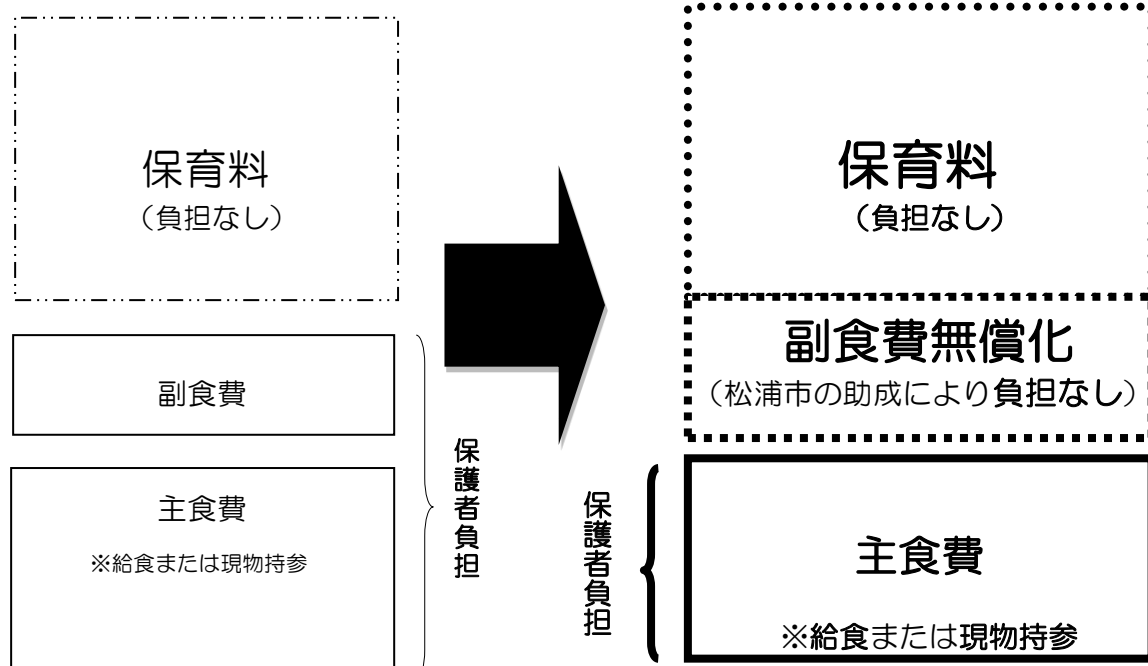 保育料
(負担なし)
副食費
主食費
※給食または現物持参
保護者負担
保育料
(負担なし)
副食費無償化
(松浦市の助成により負担なし)
保護者負担
主食費
※給食または現物持参